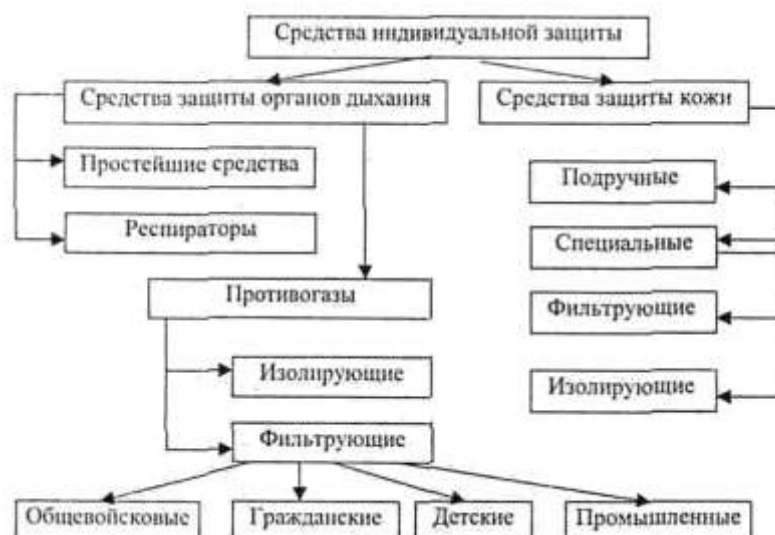 Средства индивидуальной защиты
Средства защиты органов дыхания
Средства защиты кожи
Простейшие средства
Подручные
Респираторы
Специальные
Противогазы
Фильтрующие
Изолирующие
Изолирующие
Фильтрующие
Общевойсковые
Гражданские
Детские
Промышленные